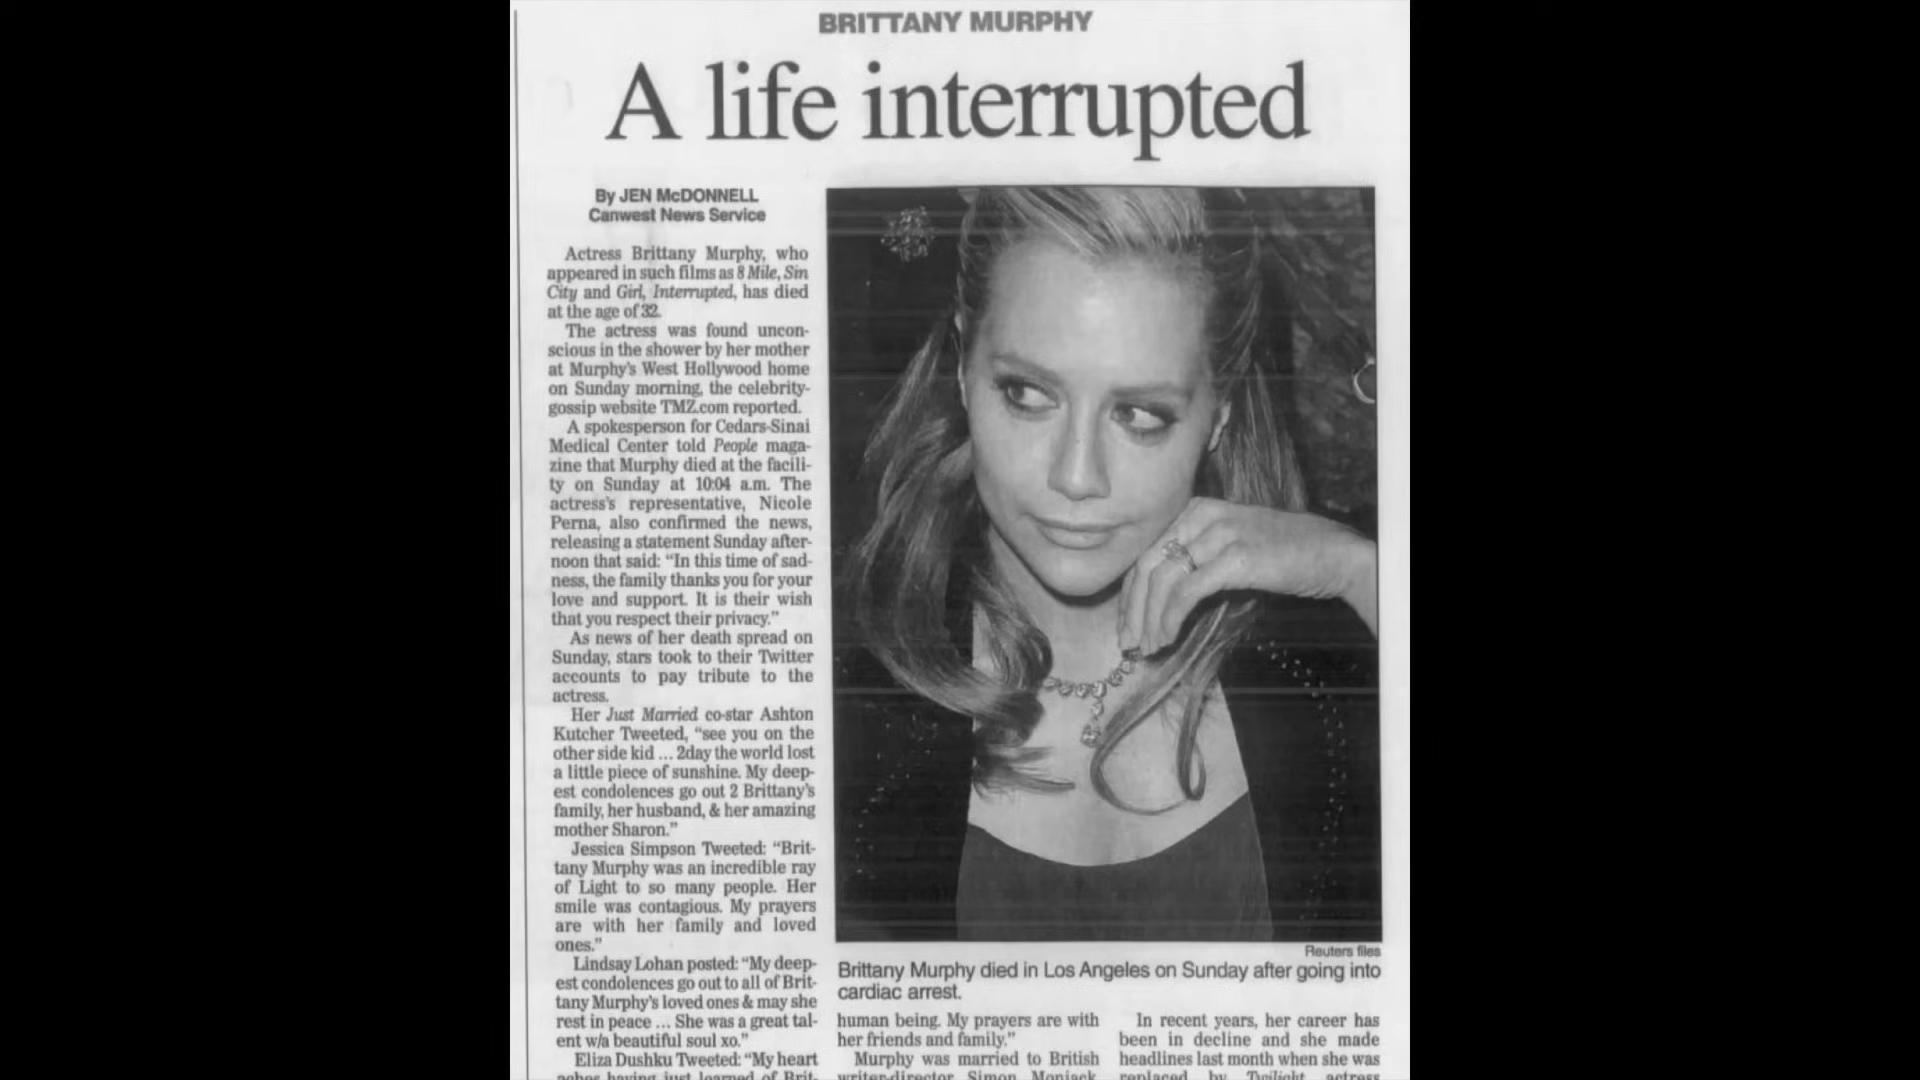 BRITTANY MURPHY
A life interrupted
By JEN McDONNELL
Canwest News Service
Actress Brittany Murphy, who
appeared in such films as 8 Mile, Sin
City and Girl, Interrupted, has died
at the age of 32.
The actress was found uncon-
scious in the shower by her mother
at Murphy's West Hollywood home
on Sunday morning, the celebrity-
gossip website TMZ.com reported.
A spokesperson for Cedars-Sinai
Medical Center told People maga-
zine that Murphy died at the facili-
ty on Sunday at 10:04 a.m. The
actress's representative, Nicole
Perna, also confirmed the news,
releasing a statement Sunday after-
noon that said: “In this time of sad-
ness, the family thanks you for your
love and support. It is their wish
that you respect their privacy.”
As news of her death spread on
Sunday, stars took to their Twitter
accounts to pay tribute to the
actress.
Her Just Married co-star Ashton
Kutcher Tweeted, “see you on the
other side kid ... 2day the world lost
a little piece of sunshine. My deep-
est condolences go out 2 Brittany's
family, her husband, & her amazing
mother Sharon.”
Jessica Simpson Tweeted: “Brit-
tany Murphy was an incredible ray
of Light to so many people. Her
smile was contagious. My prayers
are with her family and loved
ones.”
Lindsay Lohan posted: “My deep-
est condolences go out to all of Brit-
tany Murphy's loved ones & may she
rest in peace ... She was a great tal-
ent w/a beautiful soul xo.”
Eliza Dushku Tweeted: “My heart
aches having just learned of Brit-
Reuters files
Brittany Murphy died in Los Angeles on Sunday after going into
cardiac arrest.
human being. My prayers are with
her friends and family.”
Murphy was married to British
writer-director Simon Monjack
In recent years, her career has
been in decline and she made
headlines last month when she was
replaced by Twilight actress